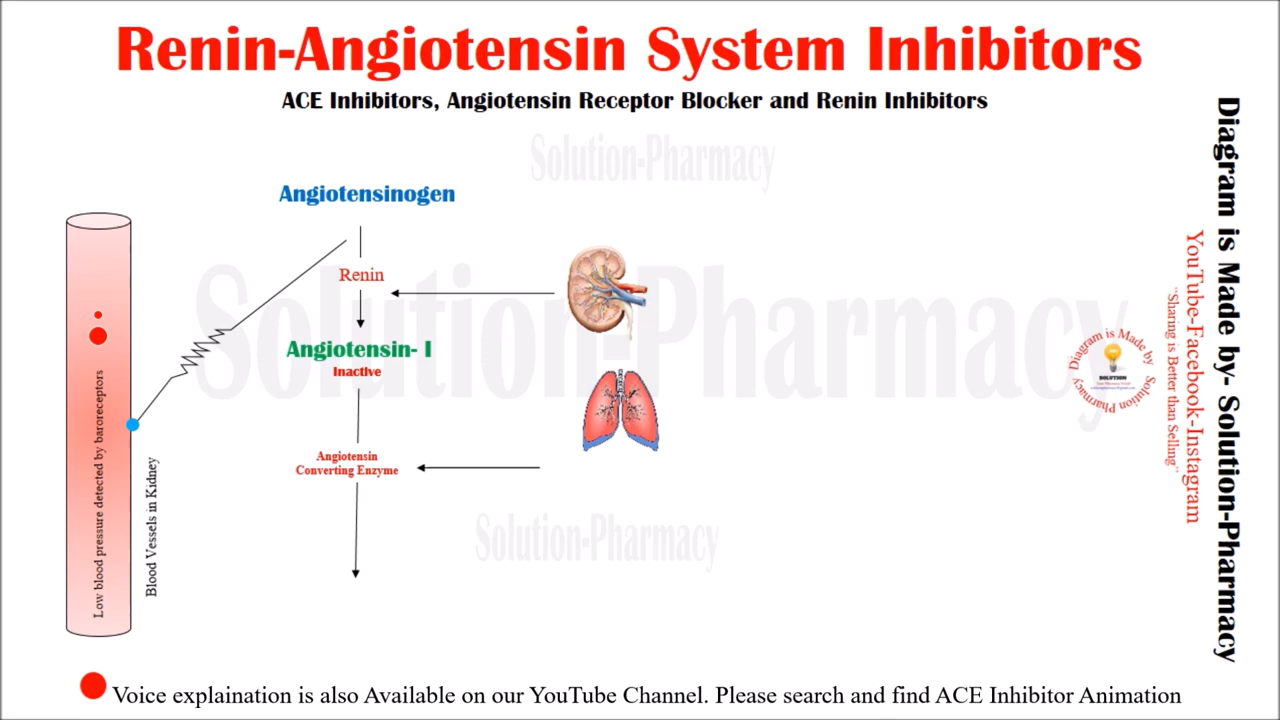 Renin-Angiotensin System Inhibitors
ACE Inhibitors, Angiotensin Receptor Blocker and Renin Inhibitors
Solution-Pharmacy
Angiotensinogen
Renin
Solution-Pharmacy
Angiotensin- I
Inactive
Angiotensin
Converting Enzyme
Low blood pressure detected by baroreceptors
Blood Vessels in Kidney
Solution-Pharmacy
Diagram is Made by Solution Pharmacy
SOLUTION
"Sharing is Better than Selling"
YouTube-Facebook-Instagram
Diagram is Made by- Solution-Pharmacy
Voice explaination is also Available on our YouTube Channel. Please search and find ACE Inhibitor Animation